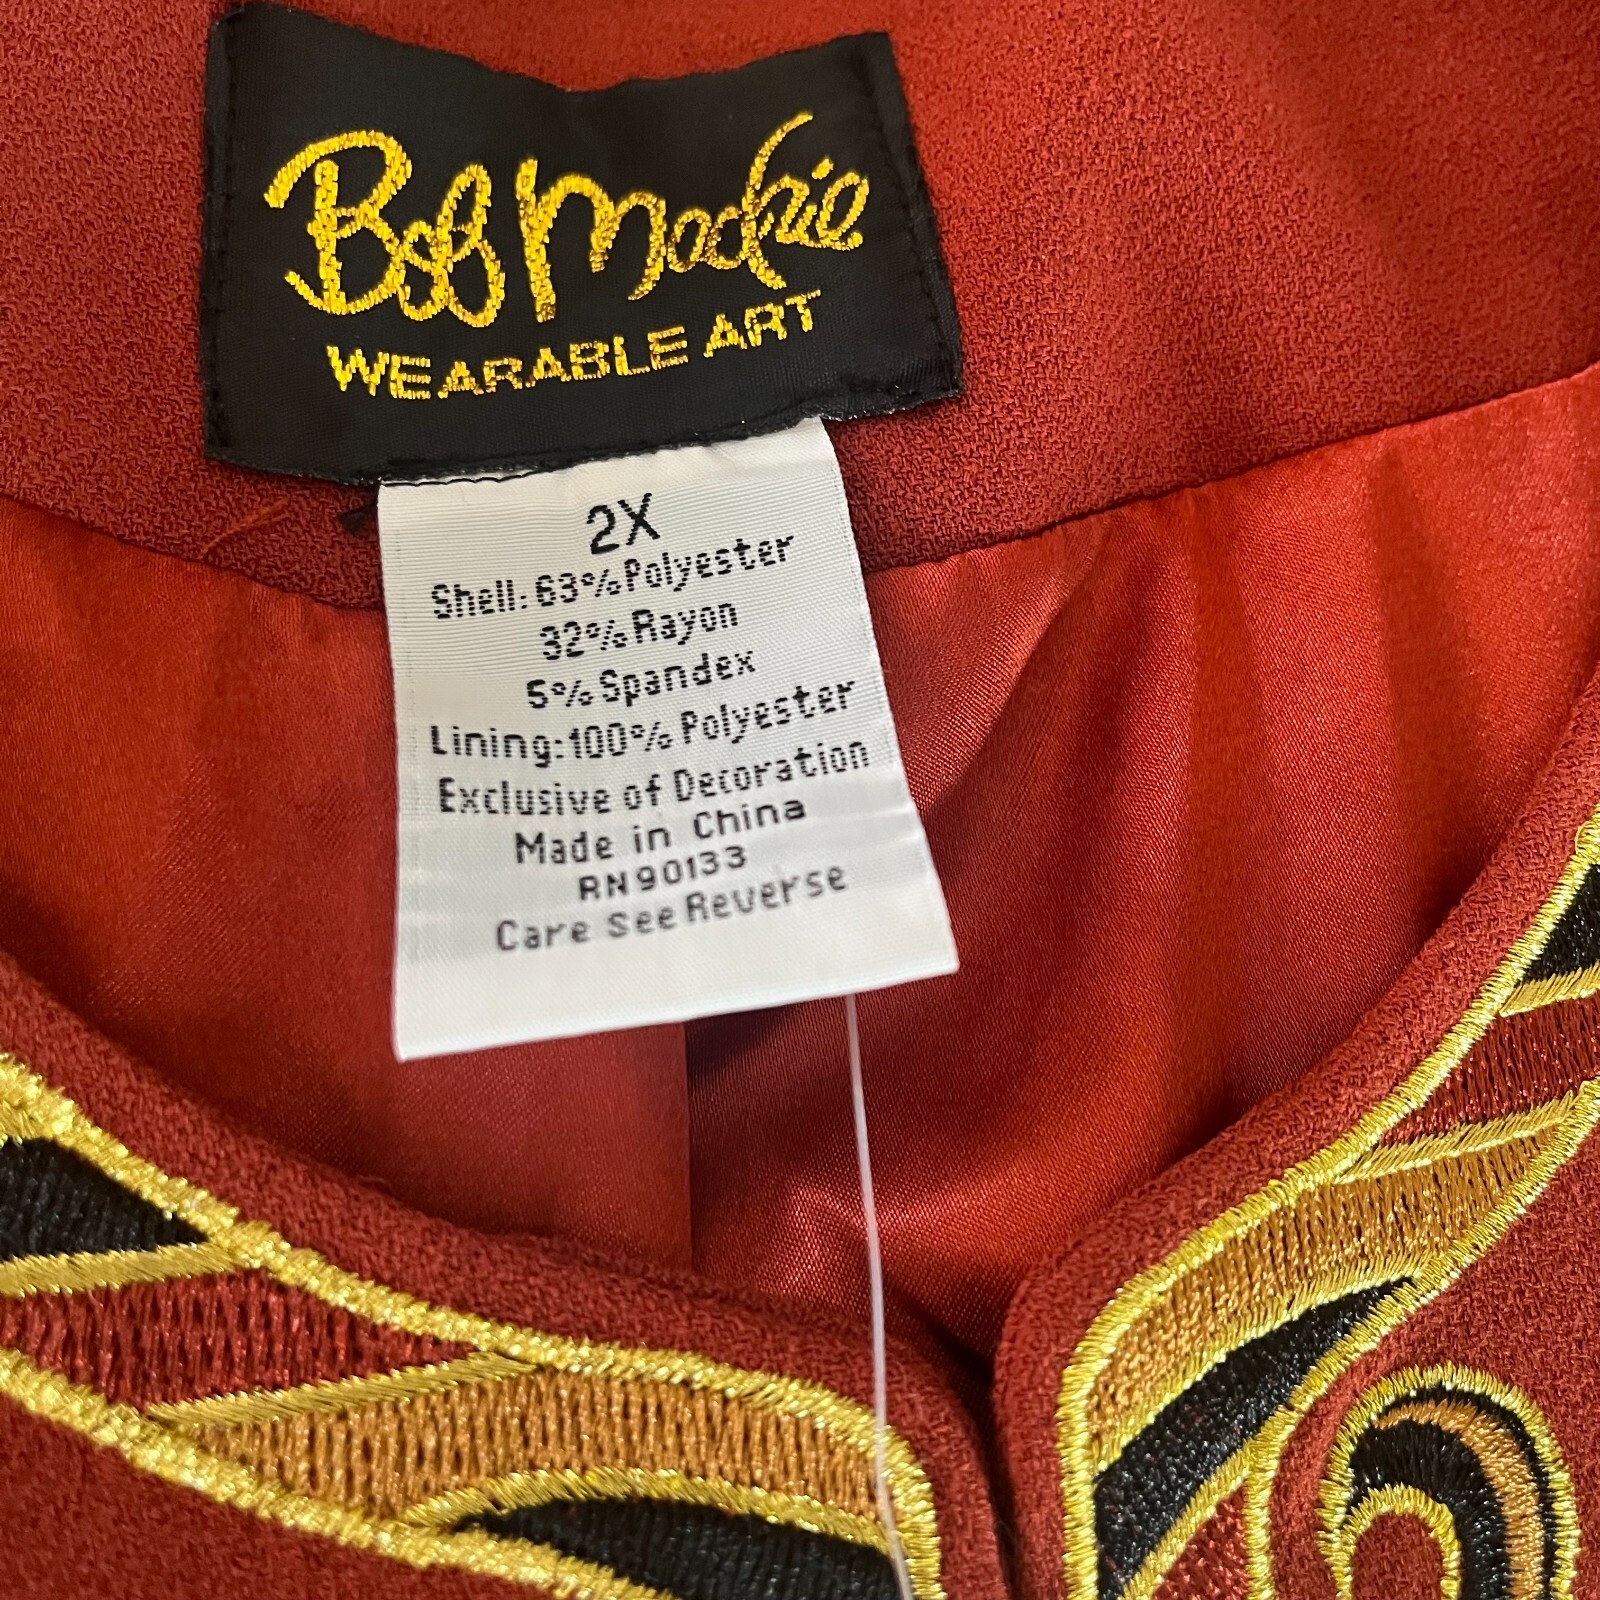 Bob Mackie
WEARABLE ART
2X
Shell: 63% Polyester
32% Rayon
5% Spandex
Lining: 100% Polyester
Exclusive of Decoration
Made in China
RN 90133
Care See Reverse